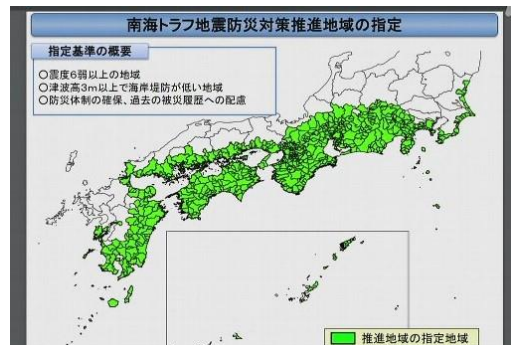 南海トラフ地震防災対策推進地域の指定
指定基準の概要
○震度6弱以上の地域
○津波高3m以上で海岸堤防が低い地域
○防災体制の確保、過去の被災履歴への配慮
推進地域の指定地域